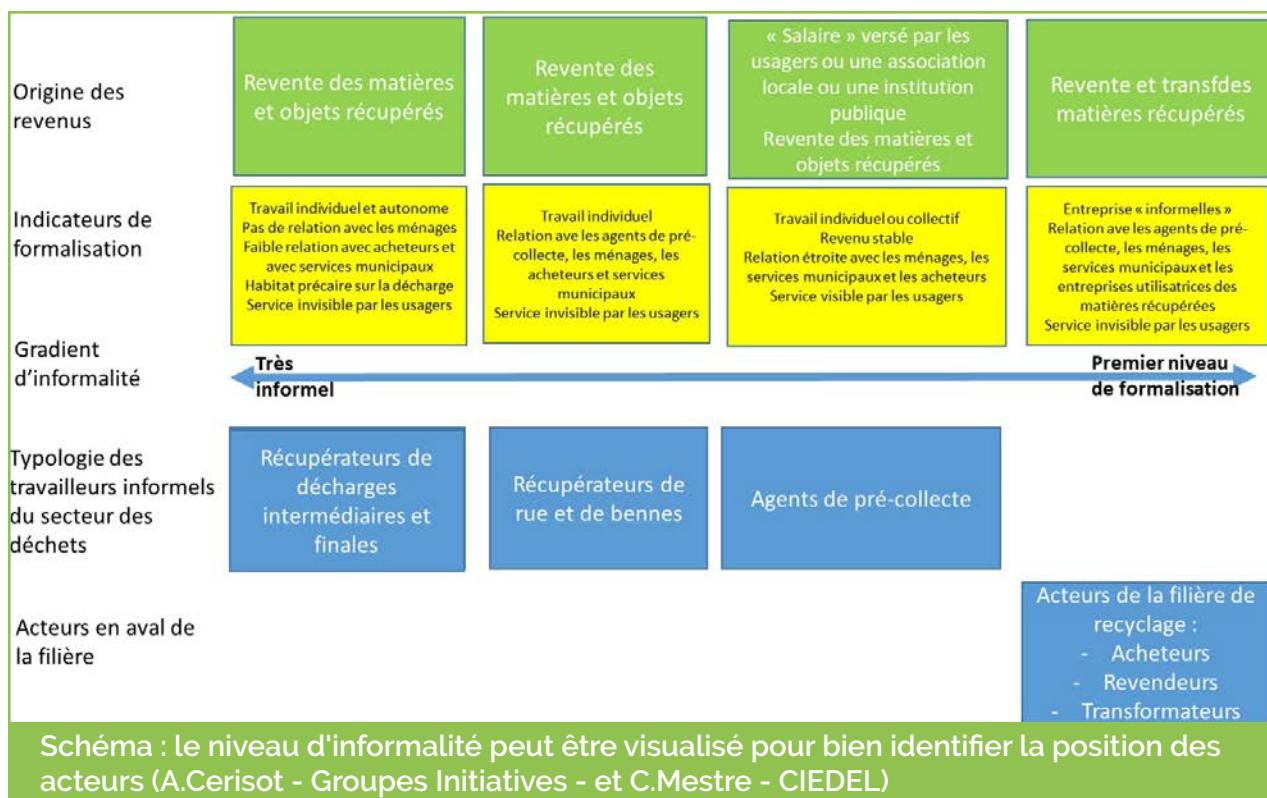 Origine des
revenus
Revente des matières
et objets récupérés
Revente des
matières et objets
récupérés
« Salaire » versé par les
usagers ou une association
locale ou une institution
publique
Revente des matières et
objets récupérés
Revente et transfdes
matières récupérés
Indicateurs de
formalisation
Travail individuel et autonome
Pas de relation avec les ménages
Faible relation avec acheteurs et
avec services municipaux
Habitat précaire sur la décharge
Service invisible par les usagers
Travail individuel
Relation ave les agents de pré-
collecte, les ménages, les
acheteurs et services
municipaux
Service invisible par les usagers
Travail individuel ou collectif
Revenu stable
Relation étroite avec les ménages, les
services municipaux et les acheteurs
Service visible par les usagers
Entreprise « informelles »
Relation avec les agents de pré-
collecte, les ménages, les
services municipaux et les
entreprises utilisatrices des
matières récupérées
Service invisible par les usagers
Gradient
d'informalité
Très
informel
Premier niveau
de formalisation
Typologie des
travailleurs informels
du secteur des
déchets
Récupérateurs de
décharges
intermédiaires et
finales
Récupérateurs de
rue et de bennes
Agents de pré-collecte
Acteurs en aval de
la filière
Acteurs de la filière de
recyclage :
- Acheteurs
- Revendeurs
- Transformateurs
Schéma : le niveau d'informalité peut être visualisé pour bien identifier la position des
acteurs (A.Cerisot - Groupes Initiatives - et C.Mestre - CIEDEL)